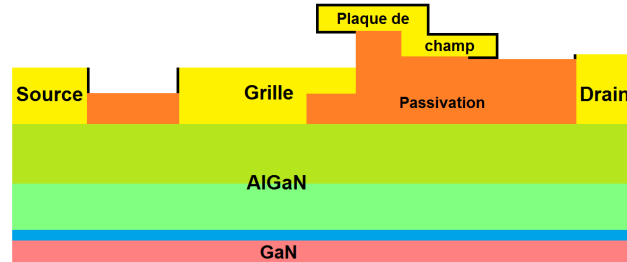 Plaque de
champ
Source
Grille
Passivation
Drain
AlGaN
GaN